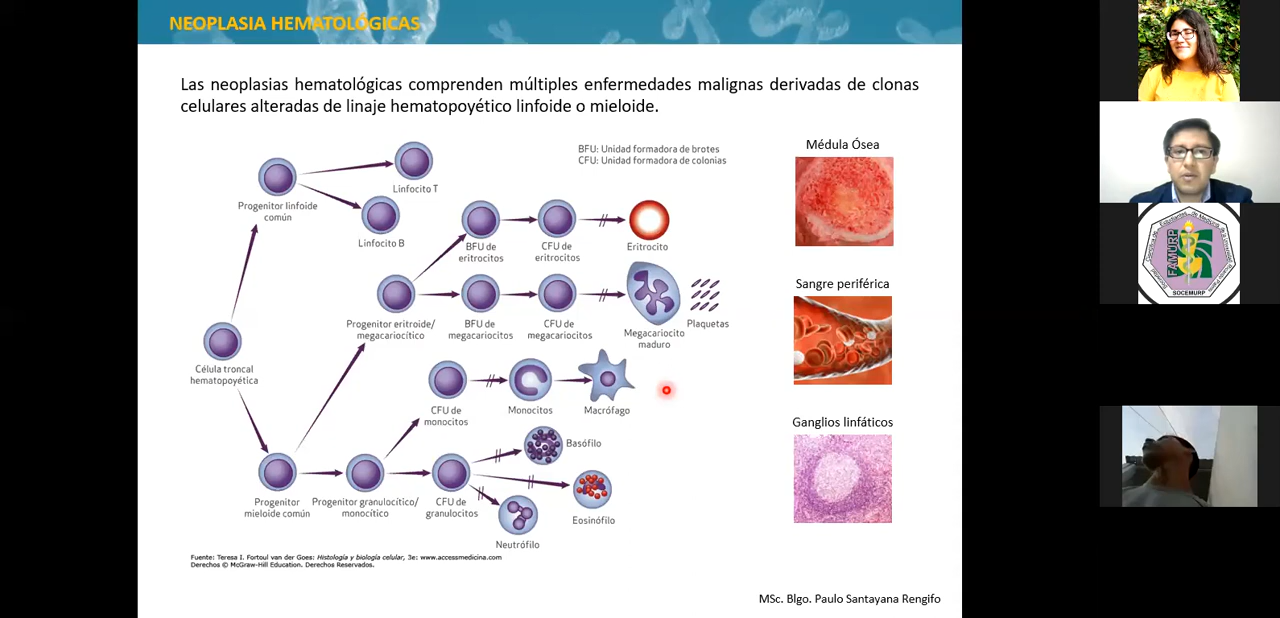 NEOPLASIA HEMATOLÓGICAS
Las neoplasias hematológicas comprenden múltiples enfermedades malignas derivadas de clonas
celulares alteradas de linaje hematopoyético linfoide o mieloide.
BFU: Unidad formadora de brotes
CFU: Unidad formadora de colonias
Progenitor linfoide
común
Linfocito T
Linfocito B
BFU de
eritrocitos
CFU de
eritrocitos
Eritrocito
Progenitor eritroide/
megacariocítico
BFU de
megacariocitos
CFU de
megacariocitos
Megacariocito
maduro
Plaquetas
Célula troncal
hematopoyética
CFU de
monocitos
Monocitos
Macrófago
Progenitor
mieloide común
Progenitor granulocítico/
monocítico
CFU de
granulocitos
Basófilo
Eosinófilo
Neutrófilo
Médula Ósea
Sangre periférica
Ganglios linfáticos
Fuente: Teresa I. Fortoul van der Goes: Histología y biología celular, 3e: www.accessmedicina.com
Derechos © McGraw-Hill Education. Derechos Reservados.
MSc. Blgo. Paulo Santayana Rengifo
FAMURP
SOCEMURP